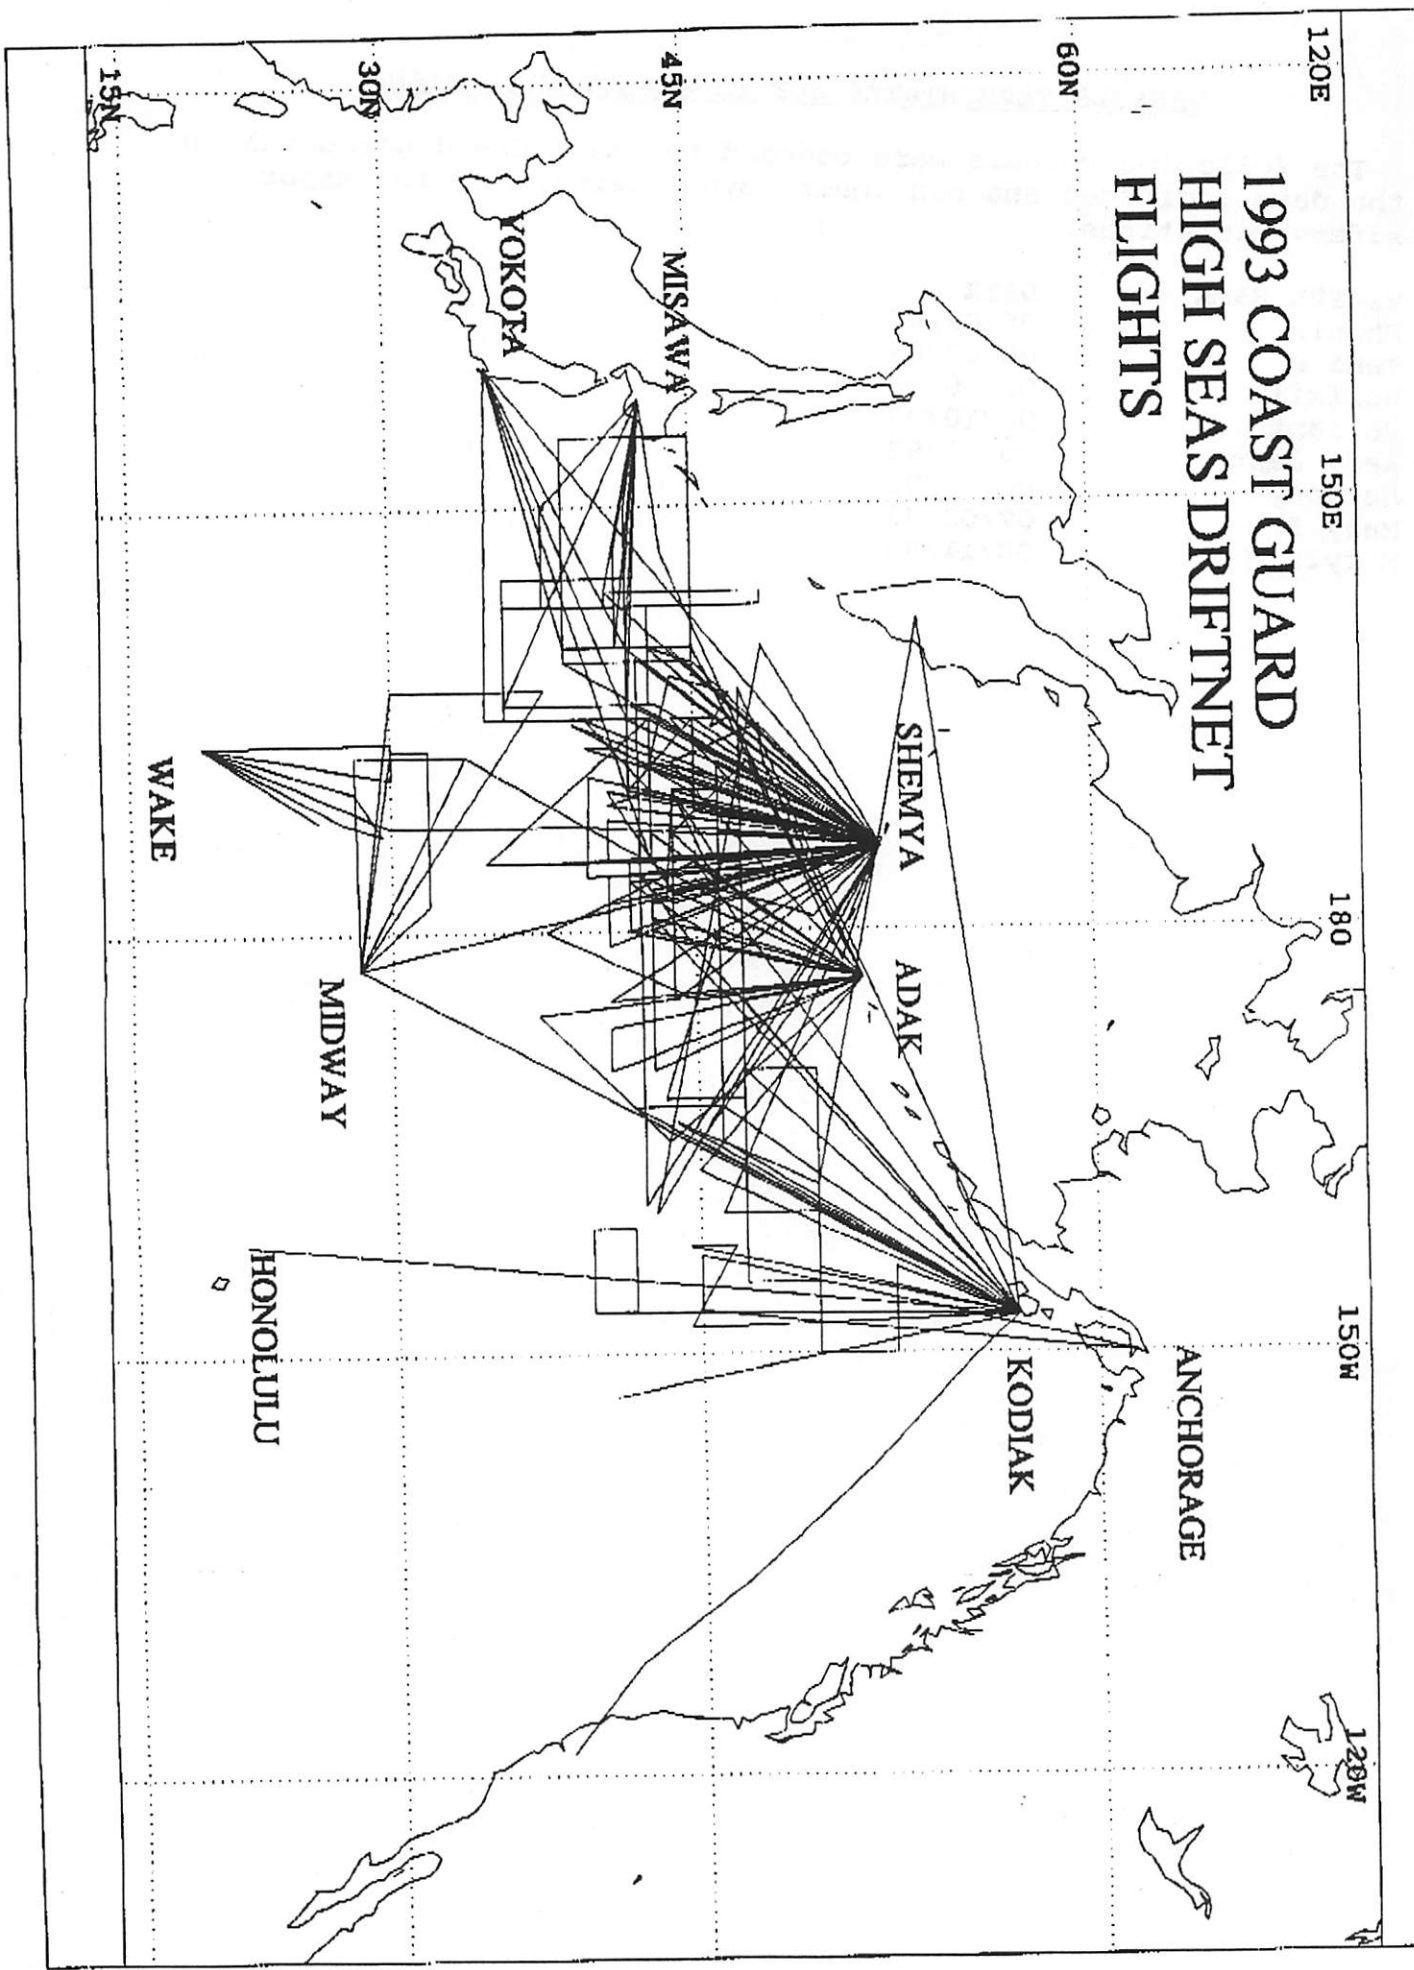 1993 COAST GUARD
HIGH SEAS DRIFTNET
FLIGHTS
120E
150E
180
150W
120W
60N
45N
30N
15N
MISAWA
YOKOTA
SHEMYA
ADAK
ANCHORAGE
KODIAK
WAKE
MIDWAY
HONOLULU